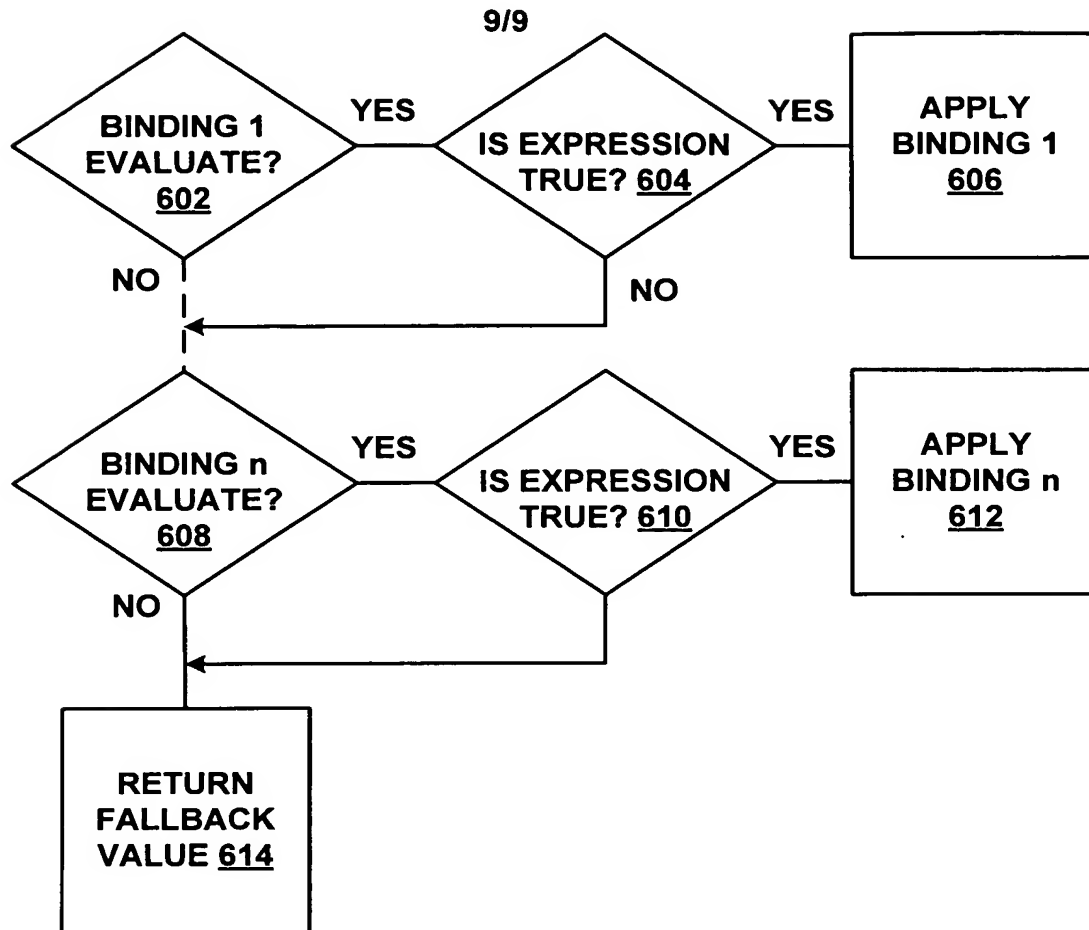 9/9
BINDING 1
EVALUATE?
602
YES
IS EXPRESSION
TRUE? 604
YES
APPLY
BINDING 1
606
NO
NO
BINDING n
EVALUATE?
608
YES
IS EXPRESSION
TRUE? 610
YES
APPLY
BINDING n
612
NO
RETURN
FALLBACK
VALUE 614